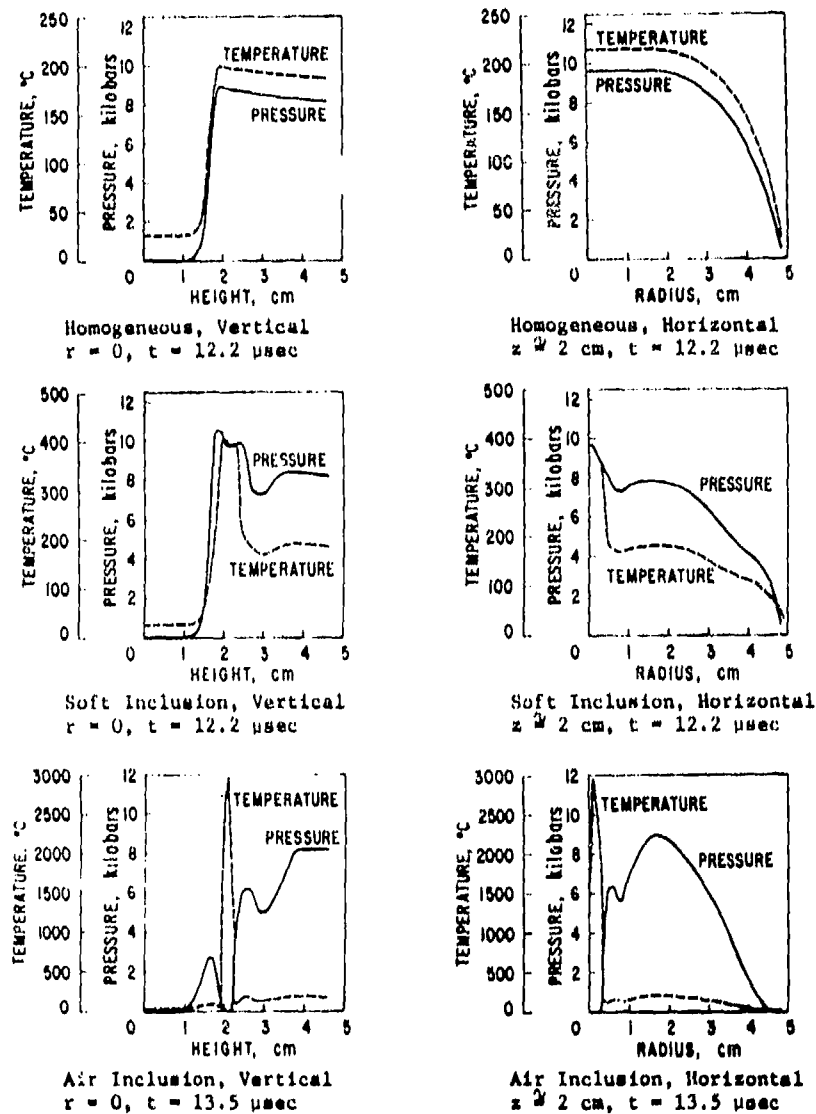 TEMPERATURE, °C
250
200
150
100
50
0
PRESSURE, kilobars
12
10
8
6
4
2
TEMPERATURE
PRESSURE
0 1 2 3 4 5
HEIGHT, cm
Homogeneous, Vertical
r = 0, t = 12.2 µsec
TEMPERATURE, °C
250
200
150
100
50
0
PRESSURE, kilobars
12
10
8
6
4
2
TEMPERATURE
PRESSURE
0 1 2 3 4 5
RADIUS, cm
Homogeneous, Horizontal
z ≅ 2 cm, t = 12.2 µsec
TEMPERATURE, °C
500
400
300
200
100
0
PRESSURE, kilobars
12
10
8
6
4
2
PRESSURE
TEMPERATURE
0 1 2 3 4 5
HEIGHT, cm
Soft Inclusion, Vertical
r = 0, t = 12.2 µsec
TEMPERATURE, °C
500
400
300
200
100
0
PRESSURE, kilobars
12
10
8
6
4
2
PRESSURE
TEMPERATURE
0 1 2 3 4 5
RADIUS, cm
Soft Inclusion, Horizontal
z ≅ 2 cm, t = 12.2 µsec
TEMPERATURE, °C
3000
2500
2000
1500
1000
500
0
PRESSURE, kilobars
12
10
8
6
4
2
0
TEMPERATURE
PRESSURE
1 2 3 4 5
HEIGHT, cm
Air Inclusion, Vertical
r = 0, t = 13.5 µsec
TEMPERATURE, °C
3000
2500
2000
1500
1000
500
0
PRESSURE, kilobars
12
10
8
6
4
2
0
TEMPERATURE
PRESSURE
1 2 3 4 5
RADIUS, cm
Air Inclusion, Horizontal
z ≅ 2 cm, t = 13.5 µsec